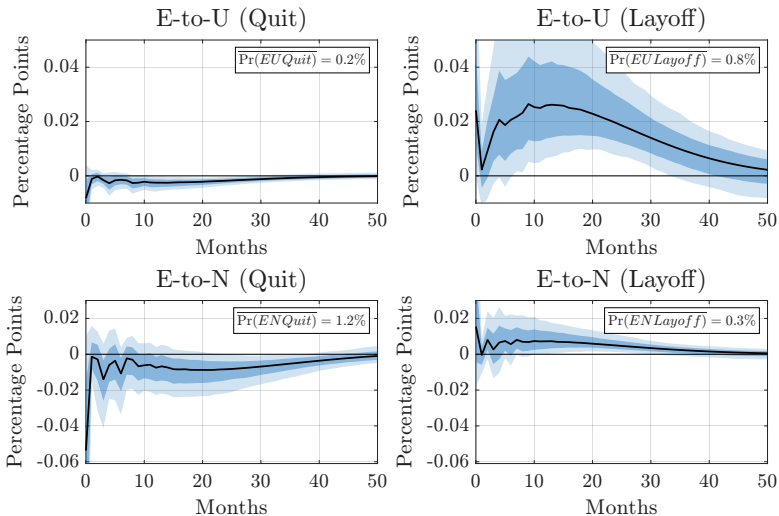 E-to-U (Quit)
Percentage Points
0.04
0.02
0
Pr(EUQuit) = 0.2%
0 10 20 30 40 50
Months
E-to-U (Layoff)
Percentage Points
0.04
0.02
0
Pr(EULayoff) = 0.8%
0 10 20 30 40 50
Months
E-to-N (Quit)
Percentage Points
0.02
0
-0.02
-0.04
-0.06
Pr(ENQuit) = 1.2%
0 10 20 30 40 50
Months
E-to-N (Layoff)
Percentage Points
0.02
0
-0.02
-0.04
-0.06
Pr(ENLayoff) = 0.3%
0 10 20 30 40 50
Months